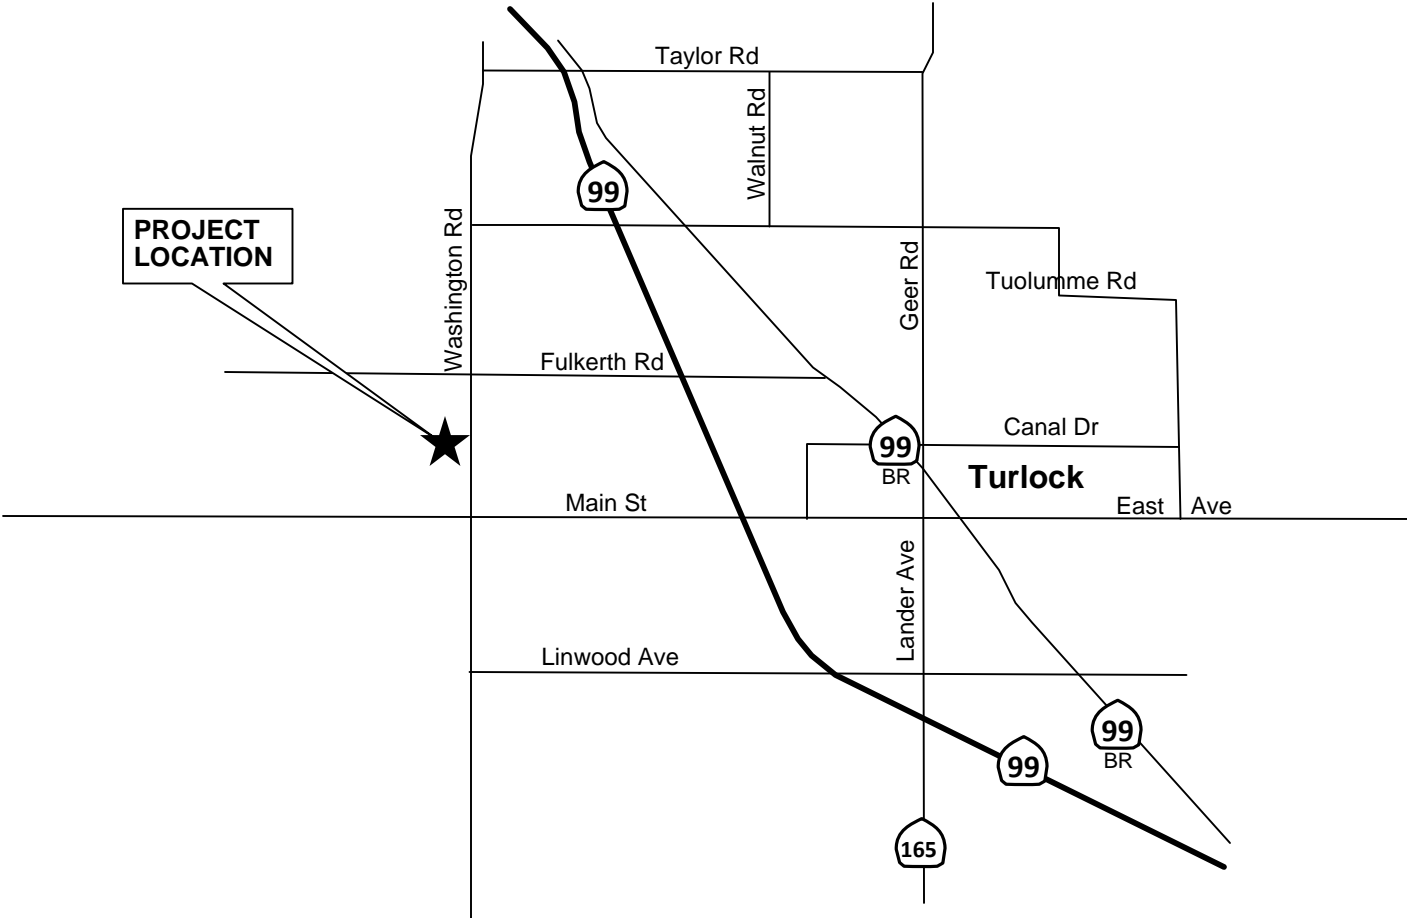 Taylor Rd
Walnut Rd
99
PROJECT
LOCATION
Washington Rd
Geer Rd
Tuolumme Rd
Fulkerth Rd
Canal Dr
99
BR
Turlock
Main St
East Ave
Lander Ave
Linwood Ave
99
BR
99
165